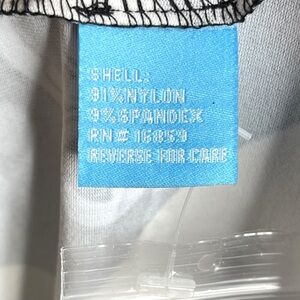 SHELL:
91%NYLON
9%SPANDEX
RN# 16859
REVERSE FOR CARE